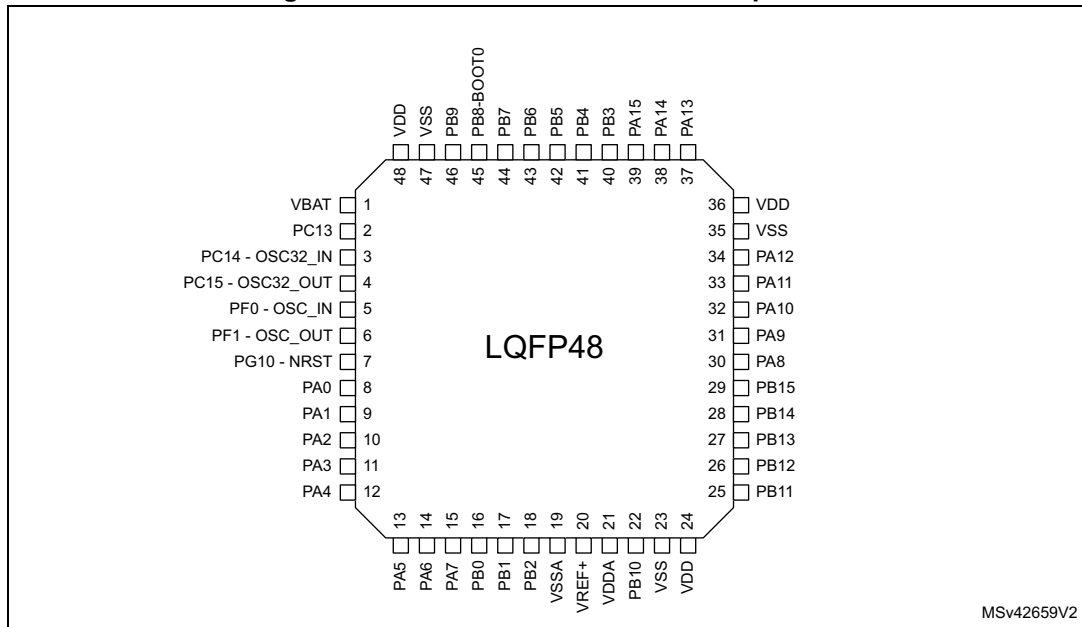 VDD
VSS
PB9
PB8-BOOT0
PB7
PB6
PB5
PB4
PB3
PA15
PA14
PA13
48
47
46
45
44
43
42
41
40
39
38
37
VBAT 1
PC13 2
PC14 - OSC32_IN 3
PC15 - OSC32_OUT 4
PF0 - OSC_IN 5
PF1 - OSC_OUT 6
PG10 - NRST 7
PA0 8
PA1 9
PA2 10
PA3 11
PA4 12
LQFP48
36 VDD
35 VSS
34 PA12
33 PA11
32 PA10
31 PA9
30 PA8
29 PB15
28 PB14
27 PB13
26 PB12
25 PB11
13
14
15
16
17
18
19
20
21
22
23
24
PA5
PA6
PA7
PB0
PB1
PB2
VSSA
VREF+
VDDA
PB10
VSS
VDD
MSv42659V2